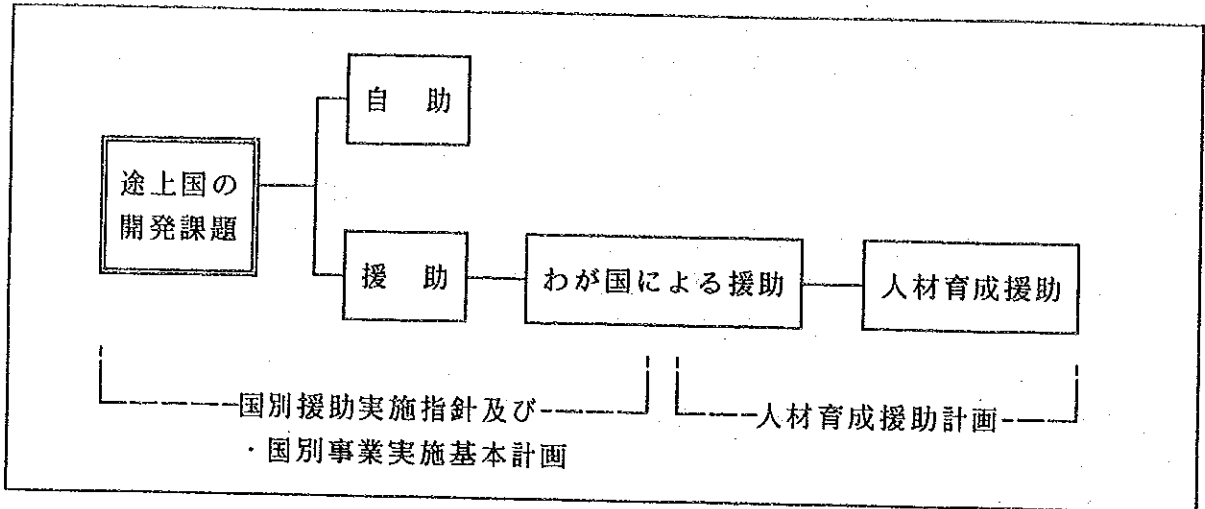 自 助
途上国の
開発課題
援 助
わが国による援助
人材育成援助
国別援助実施指針及び
・国別事業実施基本計画
人材育成援助計画